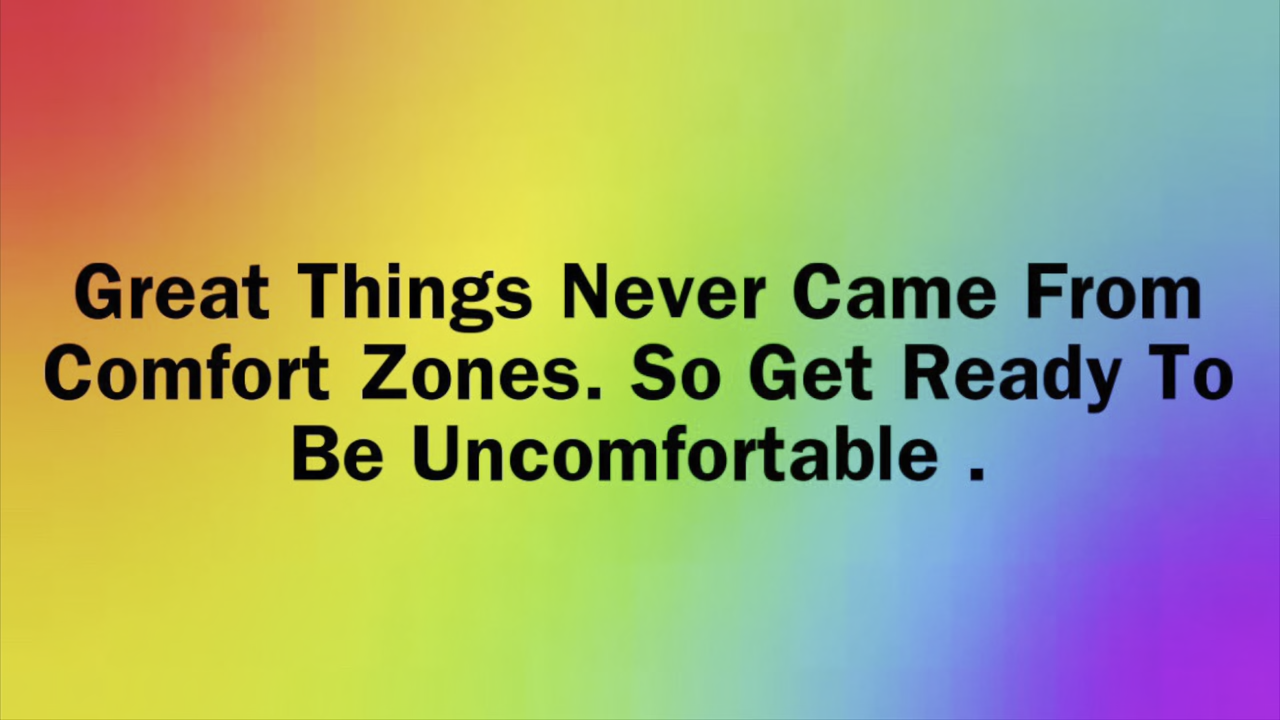 Great Things Never Came From
Comfort Zones. So Get Ready To
Be Uncomfortable .